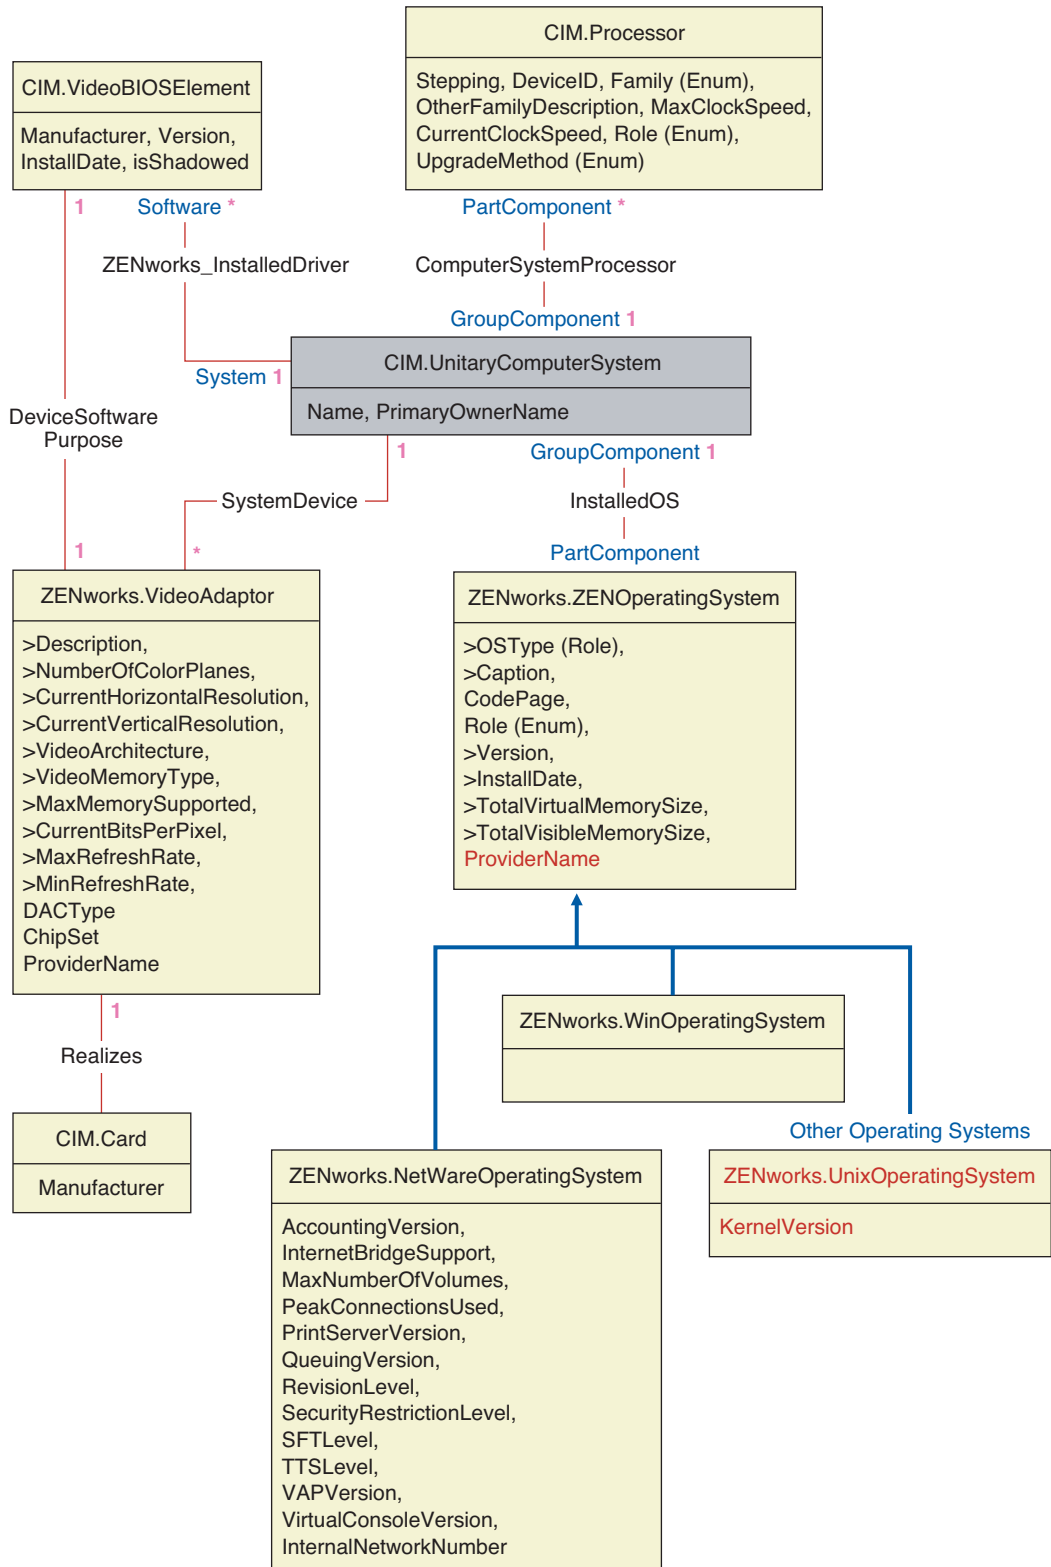 CIM.Processor
Stepping, DeviceID, Family (Enum),
OtherFamilyDescription, MaxClockSpeed,
CurrentClockSpeed, Role (Enum),
UpgradeMethod (Enum)
CIM.VideoBIOSElement
Manufacturer, Version,
InstallDate, isShadowed
1
Software *
PartComponent *
ZENworks_InstalledDriver
ComputerSystemProcessor
GroupComponent 1
System 1
CIM.UnitaryComputerSystem
Name, PrimaryOwnerName
DeviceSoftware
Purpose
1
GroupComponent 1
SystemDevice
InstalledOS
1
*
PartComponent
ZENworks.VideoAdaptor
>Description,
>NumberOfColorPlanes,
>CurrentHorizontalResolution,
>CurrentVerticalResolution,
>VideoArchitecture,
>VideoMemoryType,
>MaxMemorySupported,
>CurrentBitsPerPixel,
>MaxRefreshRate,
>MinRefreshRate,
DACType
ChipSet
ProviderName
ZENworks.ZENOperatingSystem
>OSType (Role),
>Caption,
CodePage,
Role (Enum),
>Version,
>InstallDate,
>TotalVirtualMemorySize,
>TotalVisibleMemorySize,
ProviderName
1
Realizes
CIM.Card
Manufacturer
ZENworks.WinOperatingSystem
Other Operating Systems
ZENworks.NetWareOperatingSystem
AccountingVersion,
InternetBridgeSupport,
MaxNumberOfVolumes,
PeakConnectionsUsed,
PrintServerVersion,
QueuingVersion,
RevisionLevel,
SecurityRestrictionLevel,
SFTLevel,
TTSLevel,
VAPVersion,
VirtualConsoleVersion,
InternalNetworkNumber
ZENworks.UnixOperatingSystem
KernelVersion